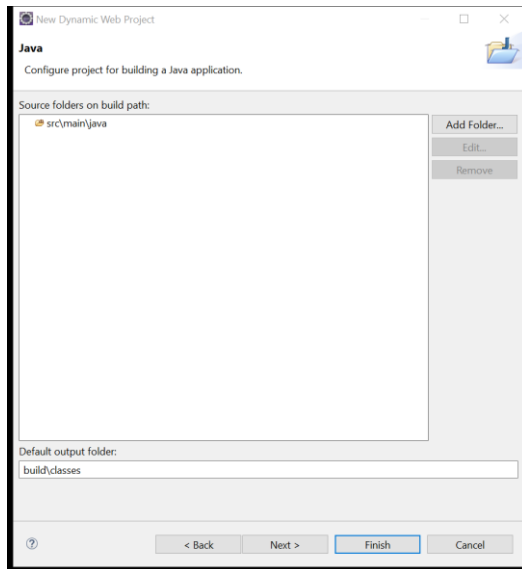 New Dynamic Web Project
Java
Configure project for building a Java application.
Source folders on build path:
src\main\java
Add Folder...
Edit...
Remove
Default output folder:
build\classes
? < Back Next > Finish Cancel